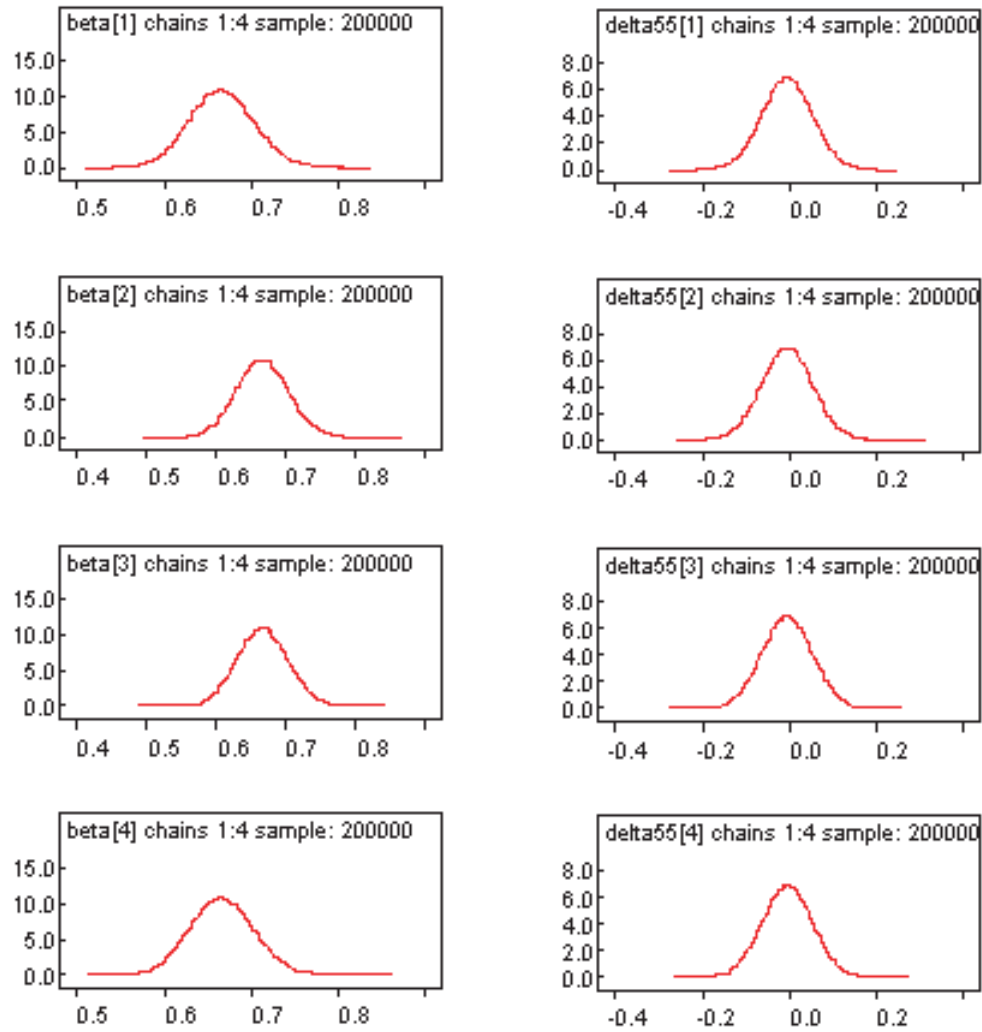 beta[1] chains 1:4 sample: 200000
15.0
10.0
5.0
0.0
0.5 0.6 0.7 0.8
delta55[1] chains 1:4 sample: 200000
8.0
6.0
4.0
2.0
0.0
-0.4 -0.2 0.0 0.2
beta[2] chains 1:4 sample: 200000
15.0
10.0
5.0
0.0
0.4 0.5 0.6 0.7 0.8
delta55[2] chains 1:4 sample: 200000
8.0
6.0
4.0
2.0
0.0
-0.4 -0.2 0.0 0.2
beta[3] chains 1:4 sample: 200000
15.0
10.0
5.0
0.0
0.4 0.5 0.6 0.7 0.8
delta55[3] chains 1:4 sample: 200000
8.0
6.0
4.0
2.0
0.0
-0.4 -0.2 0.0 0.2
beta[4] chains 1:4 sample: 200000
15.0
10.0
5.0
0.0
0.5 0.6 0.7 0.8
delta55[4] chains 1:4 sample: 200000
8.0
6.0
4.0
2.0
0.0
-0.4 -0.2 0.0 0.2